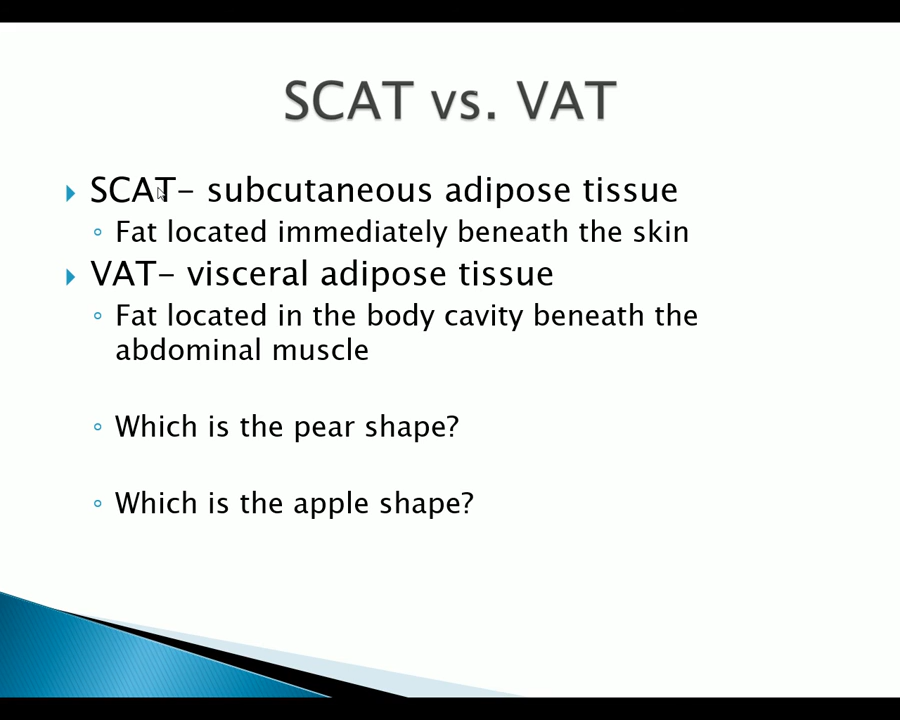 SCAT vs. VAT
SCAT- subcutaneous adipose tissue
Fat located immediately beneath the skin
VAT- visceral adipose tissue
Fat located in the body cavity beneath the
abdominal muscle
Which is the pear shape?
Which is the apple shape?